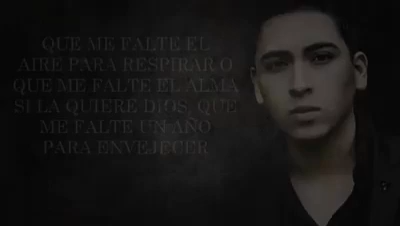 QUE ME FALTE EL
AIRE PARA RESPIRAR O
QUE ME FALTE EL ALMA
SI LA QUIERE DIOS, QUE
ME FALTE UN AÑO
PARA ENVEJECER